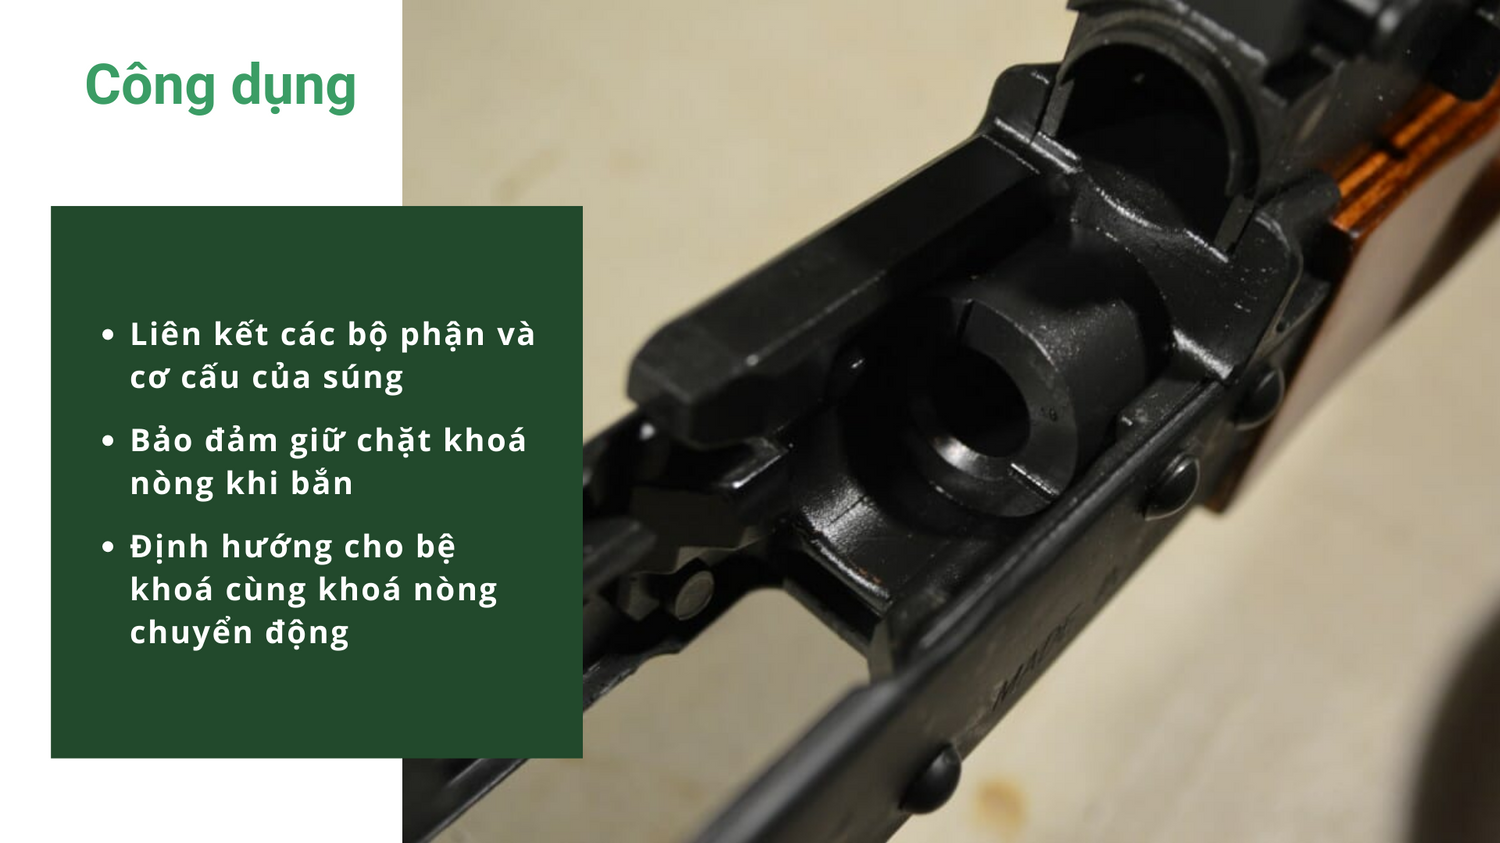 Công dụng
• Liên kết các bộ phận và
cơ cấu của súng
• Bảo đảm giữ chặt khoá
nòng khi bắn
• Định hướng cho bệ
khoá cùng khoá nòng
chuyển động
MADE